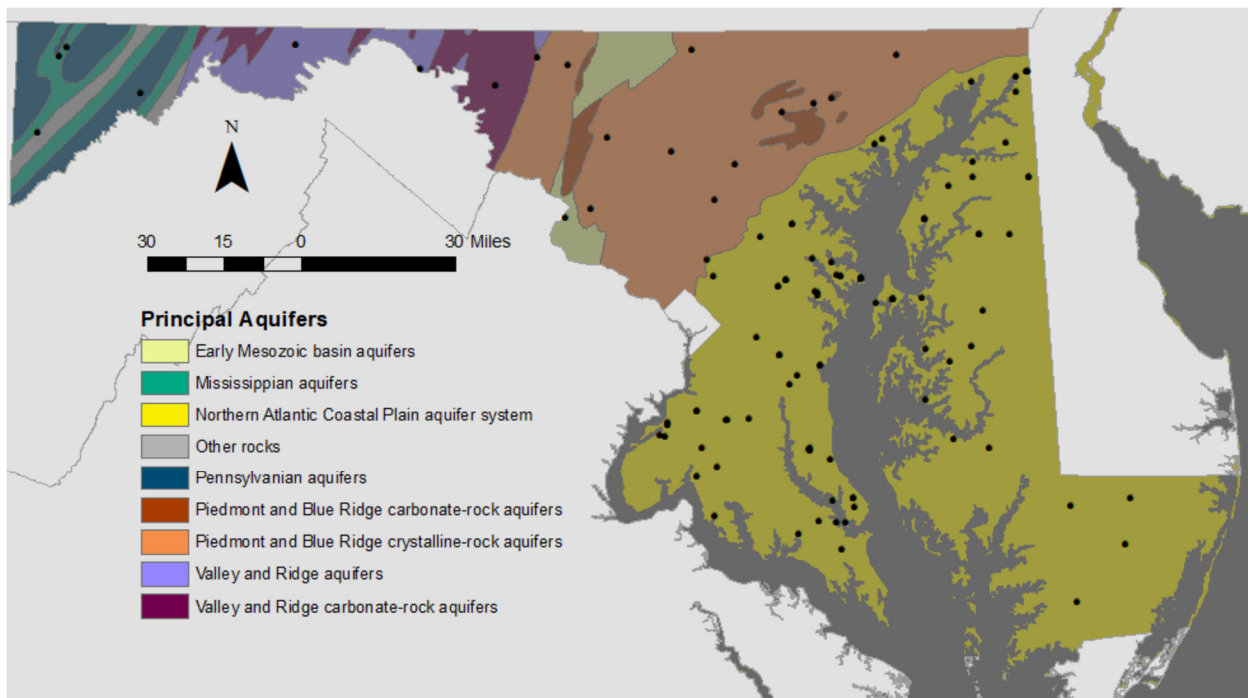 N
30 15 0 30 Miles
Principal Aquifers
Early Mesozoic basin aquifers
Mississippian aquifers
Northern Atlantic Coastal Plain aquifer system
Other rocks
Pennsylvanian aquifers
Piedmont and Blue Ridge carbonate-rock aquifers
Piedmont and Blue Ridge crystalline-rock aquifers
Valley and Ridge aquifers
Valley and Ridge carbonate-rock aquifers